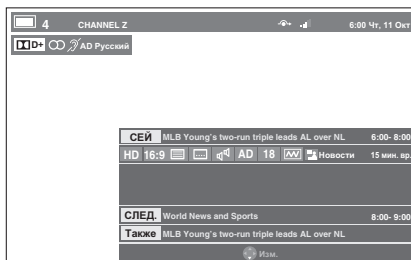 4 CHANNEL Z 6:00 Чт, 11 Окт
D+ AD Русский
СЕЙ MLB Young's two-run triple leads AL over NL 6:00- 8:00
HD 16:9 AD 18 Новости 15 мин. вр.
СЛЕД. World News and Sports 8:00- 9:00
Также MLB Young's two-run triple leads AL over NL
Изм.